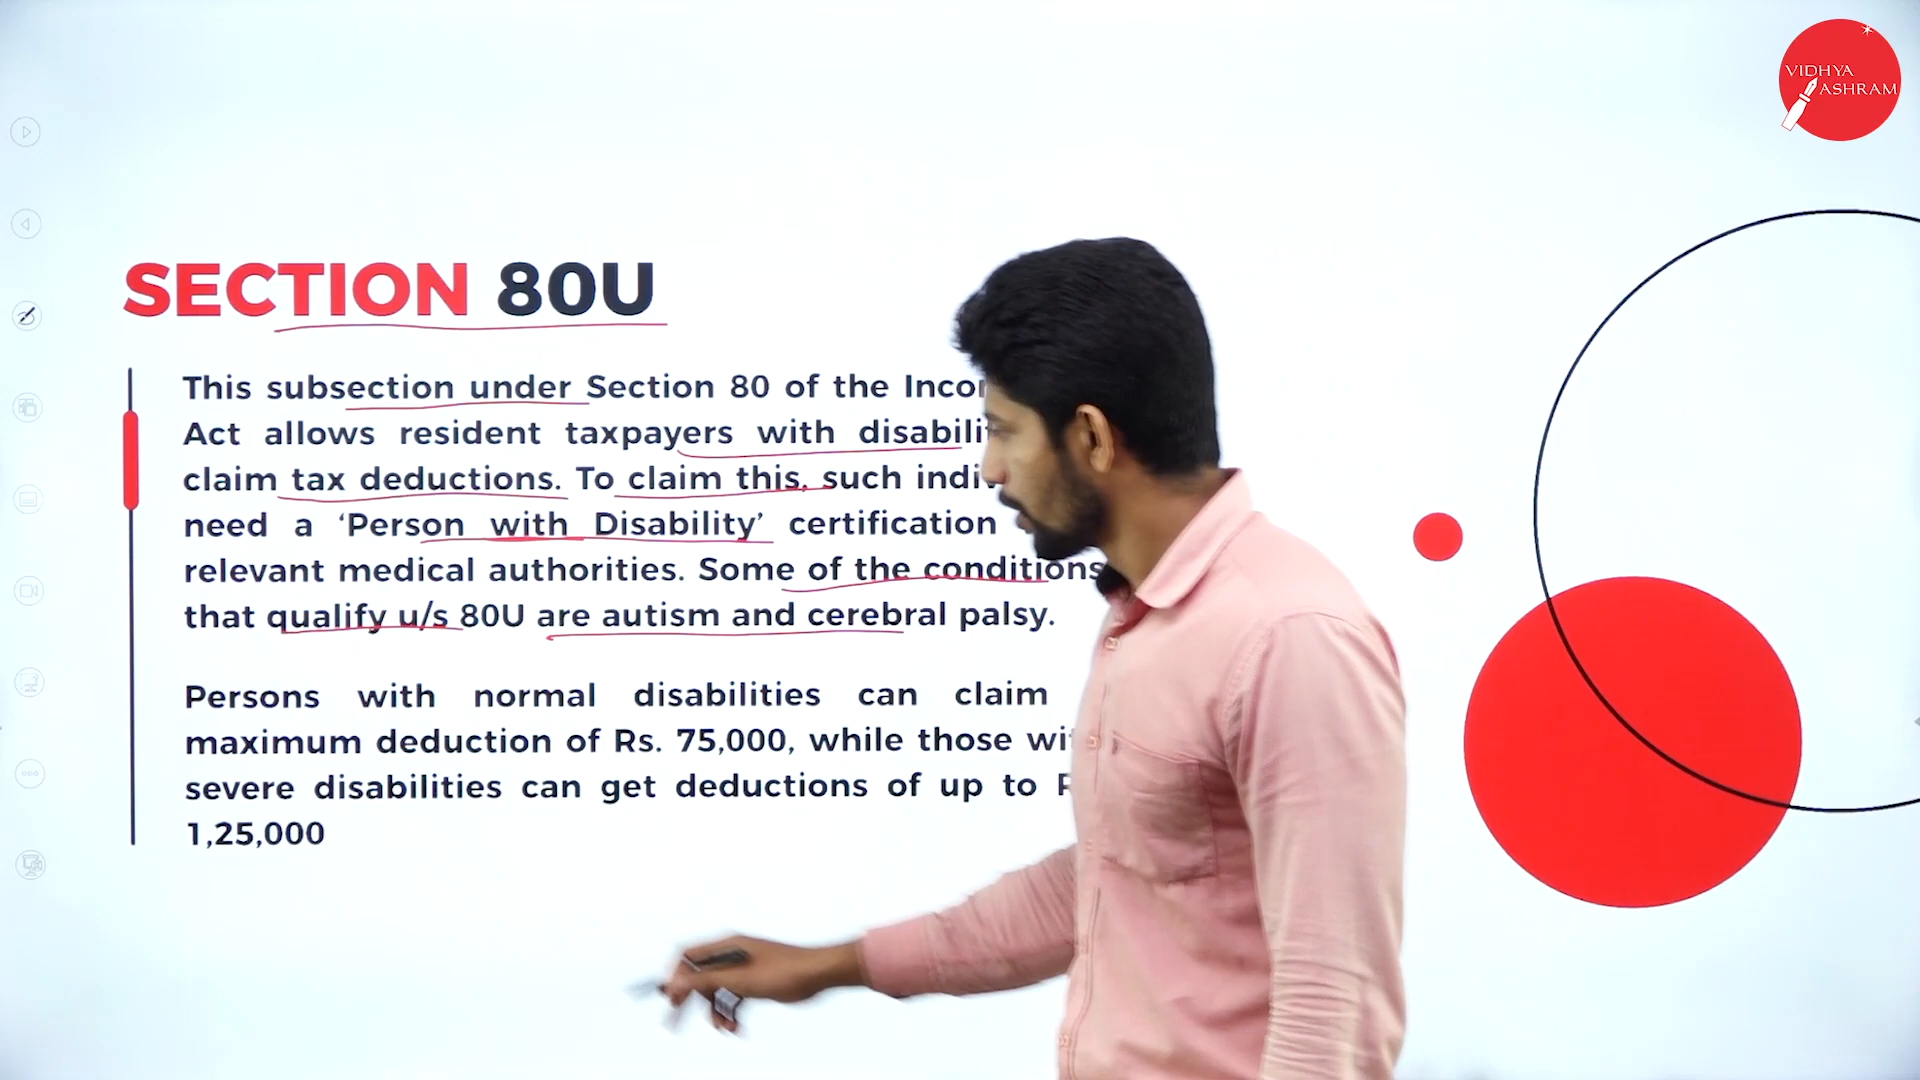 VIDHYA
ASHRAM
SECTION 80U
This subsection under Section 80 of the
Act allows resident taxpayers with
claim tax deductions. To claim this, such
need a ‘Person with Disability’ certification
relevant medical authorities. Some of the conditions
that qualify u/s 80U are autism and cerebral palsy.
Persons with normal disabilities can claim
maximum deduction of Rs. 75,000, while those
severe disabilities can get deductions of up to
1,25,000